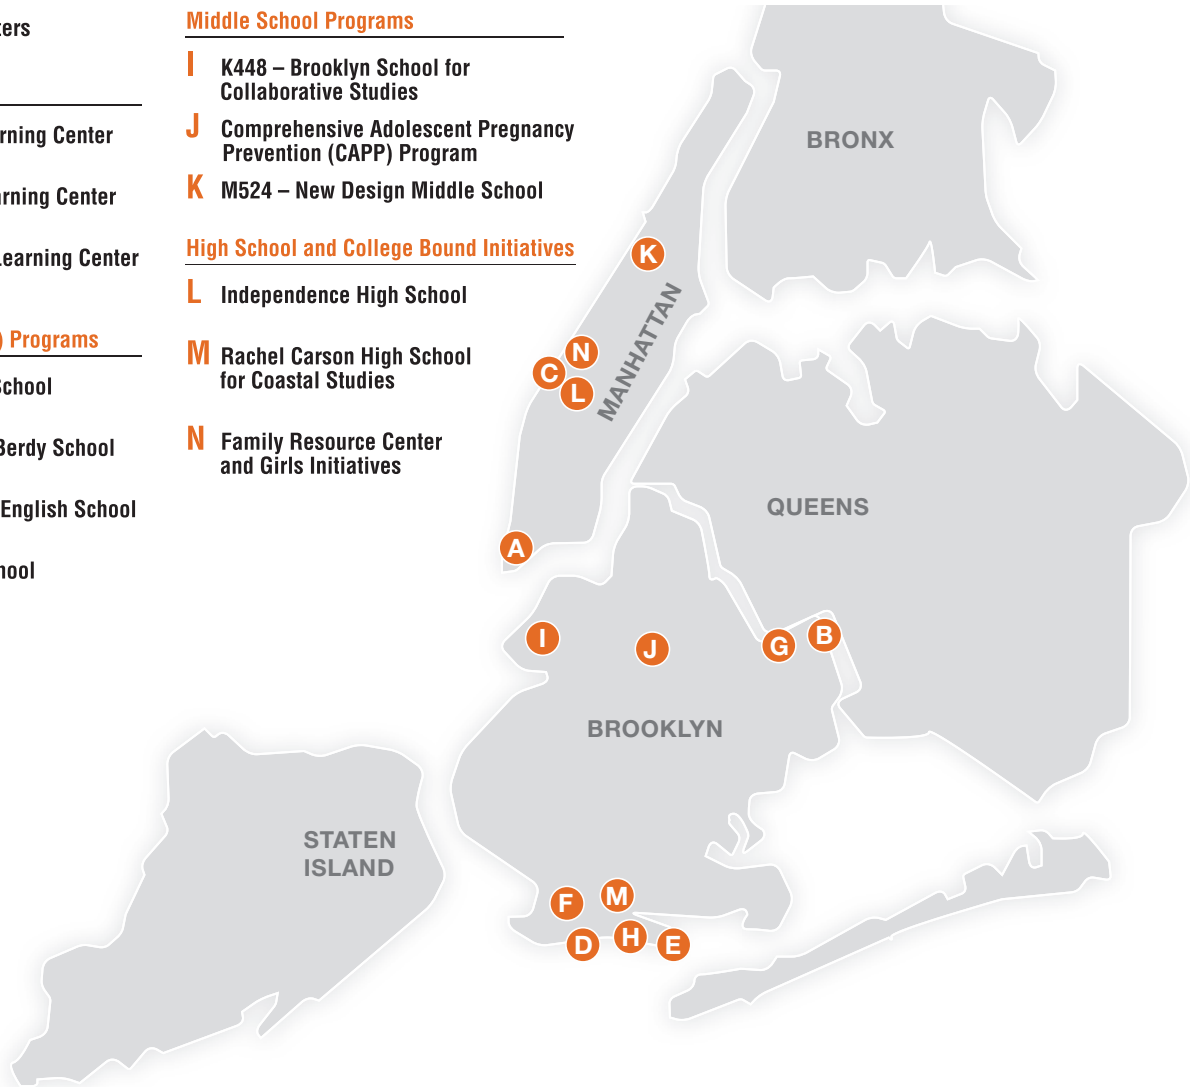 ters
rning Center
arning Center
Learning Center
) Programs
School
Berdy School
English School
hool
Middle School Programs
I K448 – Brooklyn School for
Collaborative Studies
J Comprehensive Adolescent Pregnancy
Prevention (CAPP) Program
K M524 – New Design Middle School
High School and College Bound Initiatives
L Independence High School
M Rachel Carson High School
for Coastal Studies
N Family Resource Center
and Girls Initiatives
BRONX
K
MANHATTAN
N
C
L
QUEENS
A
I
J
G
B
BROOKLYN
STATEN
ISLAND
F
M
D
H
E